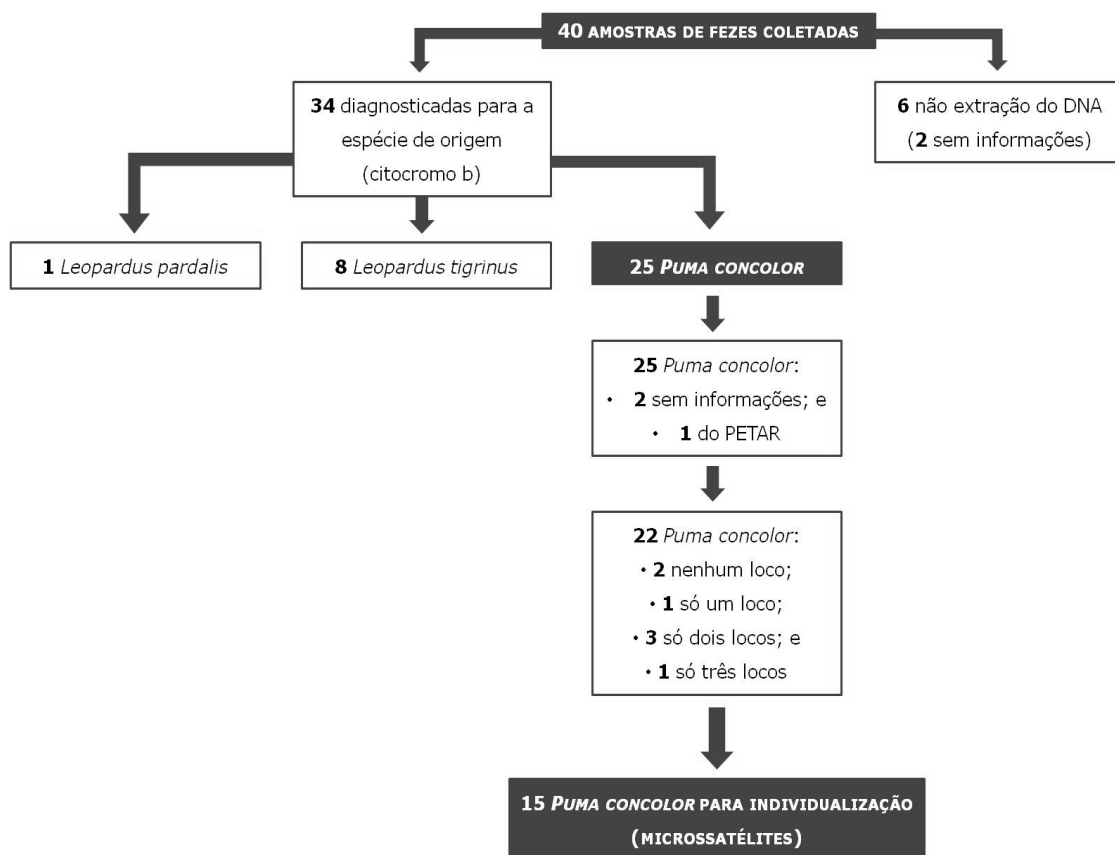 40 AMOSTRAS DE FEZES COLETADAS
34 diagnosticadas para a
espécie de origem
(citocromo b)
6 não extração do DNA
(2 sem informações)
1 Leopardus pardalis
8 Leopardus tigrinus
25 PUMA CONCOLOR
25 Puma concolor:
• 2 sem informações; e
• 1 do PETAR
22 Puma concolor:
• 2 nenhum loco;
• 1 só um loco;
• 3 só dois locos; e
• 1 só três locos
15 PUMA CONCOLOR PARA INDIVIDUALIZAÇÃO
(MICROSSATÉLITES)